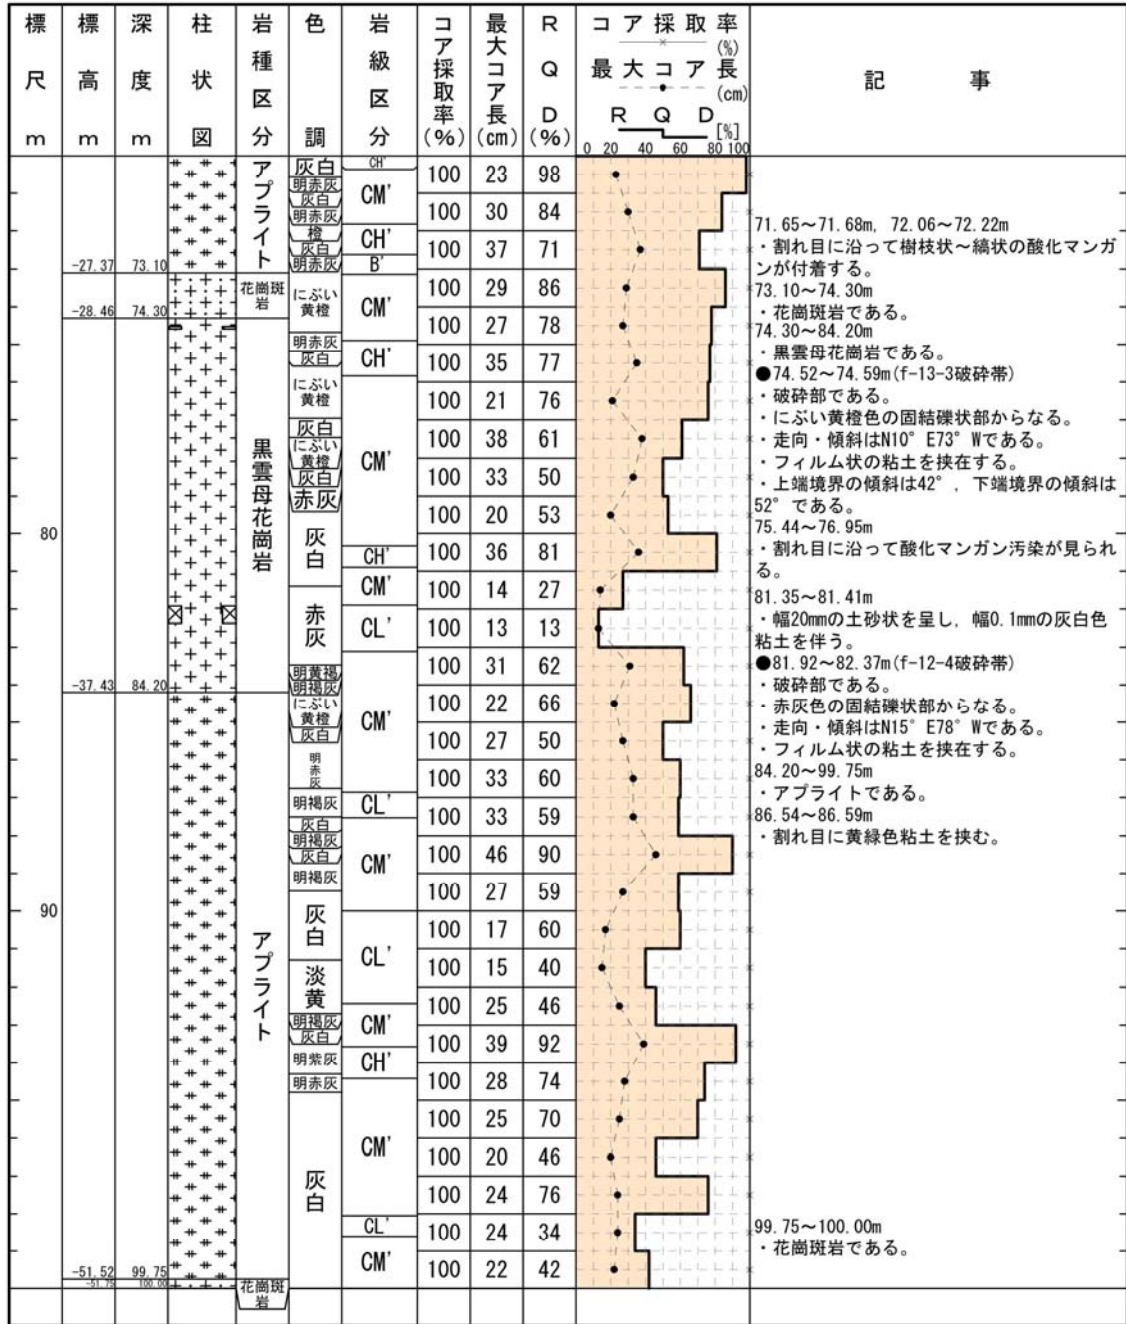 標尺 m
標高 m
深度 m
柱状図
岩種区分
色調
岩級区分
コア採取率(%)
最大コア長(cm)
RQD(%)
コア採取率
(%)
最大コア長
(cm)
RQD
[%]
0 20 40 60 80 100
記事
80
90
-27.37 73.10
-28.46 74.30
-37.43 84.20
-51.52 99.75
-51.75 100.00
アプライト
花崗斑岩
黒雲母花崗岩
アプライト
花崗斑岩
灰白
明赤灰
灰白
明赤灰
橙
灰白
明赤灰
にぶい黄橙
明赤灰
灰白
にぶい黄橙
灰白
にぶい黄橙
灰白
赤灰
灰白
赤灰
明黄褐
明褐灰
にぶい黄橙
灰白
明赤灰
明褐灰
灰白
明褐灰
灰白
明褐灰
灰白
淡黄
明褐灰
灰白
明紫灰
明赤灰
灰白
CH'
CM'
CH'
B'
CM'
CH'
CM'
CH'
CM'
CL'
CM'
CL'
CM'
CL'
CM'
CH'
CM'
CL'
CM'
100 23 98
100 30 84
100 37 71
100 29 86
100 27 78
100 35 77
100 21 76
100 38 61
100 33 50
100 20 53
100 36 81
100 14 27
100 13 13
100 31 62
100 22 66
100 27 50
100 33 60
100 33 59
100 46 90
100 27 59
100 17 60
100 15 40
100 25 46
100 39 92
100 28 74
100 25 70
100 20 46
100 24 76
100 24 34
100 22 42
71.65～71.68m, 72.06～72.22m
・割れ目に沿って樹枝状～縞状の酸化マンガ
ンが付着する。
73.10～74.30m
・花崗斑岩である。
74.30～84.20m
・黒雲母花崗岩である。
●74.52～74.59m(f-13-3破砕帯)
・破砕部である。
・にぶい黄橙色の固結礫状部からなる。
・走向・傾斜はN10°E73°Wである。
・フィルム状の粘土を挟在する。
・上端境界の傾斜は42°, 下端境界の傾斜は
52°である。
75.44～76.95m
・割れ目に沿って酸化マンガン汚染が見られ
る。
81.35～81.41m
・幅20mmの土砂状を呈し, 幅0.1mmの灰白色
粘土を伴う。
●81.92～82.37m(f-12-4破砕帯)
・破砕部である。
・赤灰色の固結礫状部からなる。
・走向・傾斜はN15°E78°Wである。
・フィルム状の粘土を挟在する。
84.20～99.75m
・アプライトである。
86.54～86.59m
・割れ目に黄緑色粘土を挟む。
99.75～100.00m
・花崗斑岩である。